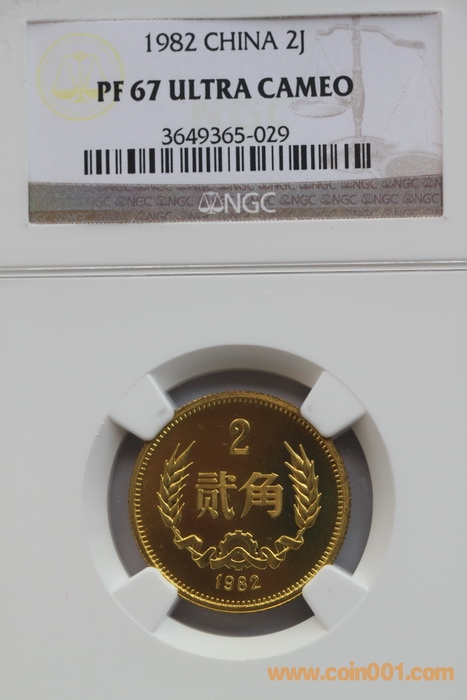 1982 CHINA 2J
PF 67 ULTRA CAMEO
3649365-029
NGC
2
贰角
1982
www.coin001.com